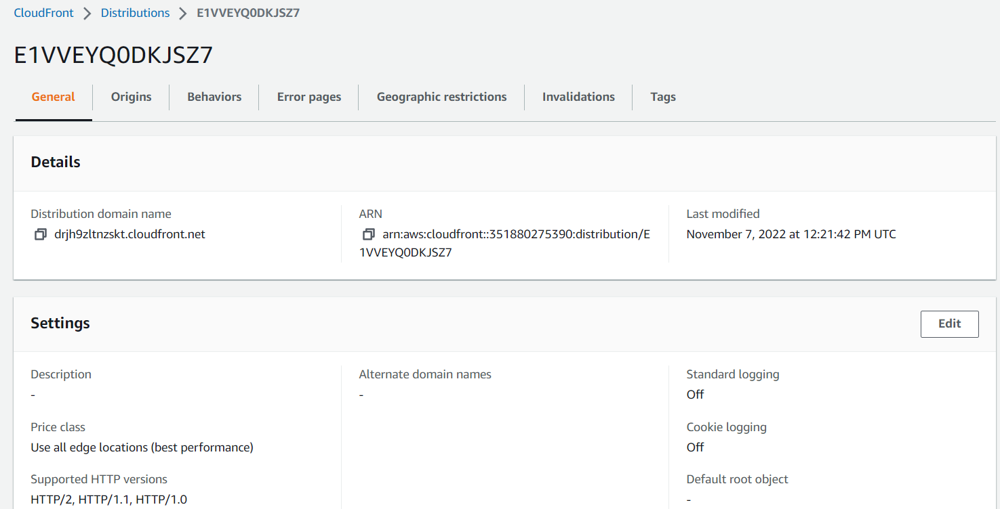 CloudFront > Distributions > E1VVEYQ0DKJSZ7
E1VVEYQ0DKJSZ7
General Origins Behaviors Error pages Geographic restrictions Invalidations Tags
Details
Distribution domain name
drjh9zltnzskt.cloudfront.net
ARN
arn:aws:cloudfront::351880275390:distribution/E
1VVEYQ0DKJSZ7
Last modified
November 7, 2022 at 12:21:42 PM UTC
Settings
Edit
Description
-
Price class
Use all edge locations (best performance)
Supported HTTP versions
HTTP/2, HTTP/1.1, HTTP/1.0
Alternate domain names
-
Standard logging
Off
Cookie logging
Off
Default root object
-